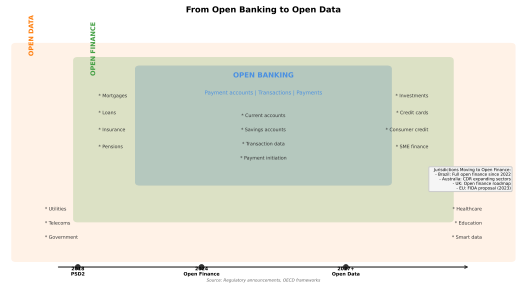 From Open Banking to Open Data
OPEN DATA
OPEN FINANCE
OPEN BANKING
Payment accounts | Transactions | Payments
* Mortgages
* Loans
* Insurance
* Pensions
* Current accounts
* Savings accounts
* Transaction data
* Payment initiation
* Investments
* Credit cards
* Consumer credit
* SME finance
Jurisdictions Moving to Open Finance:
- Brazil: Full open finance since 2022
- Australia: CDR expanding sectors
- UK: Open finance roadmap
- EU: FIDA proposal (2023)
* Utilities
* Telecoms
* Government
* Healthcare
* Education
* Smart data
PSD2
Open Finance
Open Data
Source: Regulatory announcements, OECD frameworks